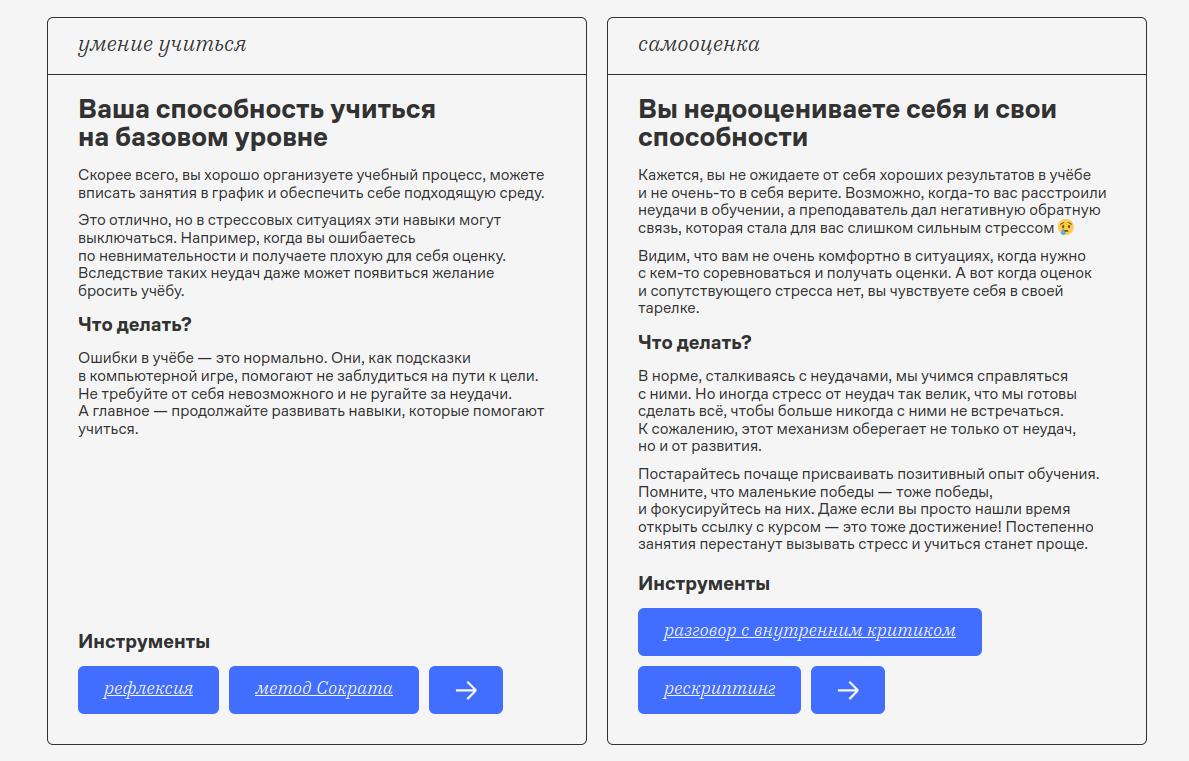 умение учиться
Ваша способность учиться
на базовом уровне
Скорее всего, вы хорошо организуете учебный процесс, можете
вписать занятия в график и обеспечить себе подходящую среду.
Это отлично, но в стрессовых ситуациях эти навыки могут
выключаться. Например, когда вы ошибаетесь
по невнимательности и получаете плохую для себя оценку.
Вследствие таких неудач даже может появиться желание
бросить учёбу.
Что делать?
Ошибки в учёбе — это нормально. Они, как подсказки
в компьютерной игре, помогают не заблудиться на пути к цели.
Не требуйте от себя невозможного и не ругайте за неудачи.
А главное — продолжайте развивать навыки, которые помогают
учиться.
Инструменты
рефлексия
метод Сократа
→
самооценка
Вы недооцениваете себя и свои
способности
Кажется, вы не ожидаете от себя хороших результатов в учёбе
и не очень-то в себя верите. Возможно, когда-то вас расстроили
неудачи в обучении, а преподаватель дал негативную обратную
связь, которая стала для вас слишком сильным стрессом 😢
Видим, что вам не очень комфортно в ситуациях, когда нужно
с кем-то соревноваться и получать оценки. А вот когда оценок
и сопутствующего стресса нет, вы чувствуете себя в своей
тарелке.
Что делать?
В норме, сталкиваясь с неудачами, мы учимся справляться
с ними. Но иногда стресс от неудач так велик, что мы готовы
сделать всё, чтобы больше никогда с ними не встречаться.
К сожалению, этот механизм оберегает не только от неудач,
но и от развития.
Постарайтесь почаще присваивать позитивный опыт обучения.
Помните, что маленькие победы — тоже победы,
и фокусируйтесь на них. Даже если вы просто нашли время
открыть ссылку с курсом — это тоже достижение! Постепенно
занятия перестанут вызывать стресс и учиться станет проще.
Инструменты
разговор с внутренним критиком
рескриптинг
→